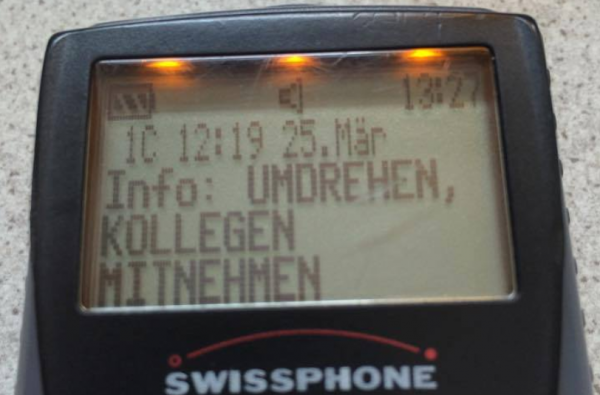 13:27
1C 12:19 25.Mär
Info: UMDREHEN,
KOLLEGEN
MITNEHMEN
SWISSPHONE